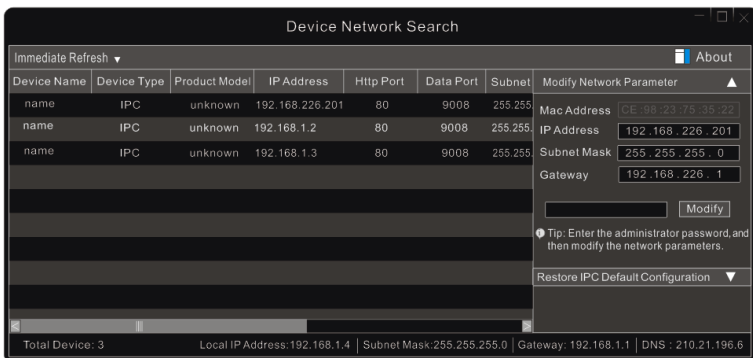 Device Network Search
Immediate Refresh ▼
About
Device Name Device Type Product Model IP Address Http Port Data Port Subnet
name IPC unknown 192.168.226.201 80 9008 255.255
name IPC unknown 192.168.1.2 80 9008 255.255.
name IPC unknown 192.168.1.3 80 9008 255.255.
Modify Network Parameter ▲
Mac Address CE :98 :23 :75 :35 :22
IP Address 192 .168 . 226 . 201
Subnet Mask 255 . 255 . 255 . 0
Gateway 192 .168 . 226 . 1
Modify
Tip: Enter the administrator password,and
then modify the network parameters.
Restore IPC Default Configuration ▼
Total Device: 3 Local IP Address:192.168.1.4 Subnet Mask:255.255.255.0 Gateway: 192.168.1.1 DNS : 210.21.196.6